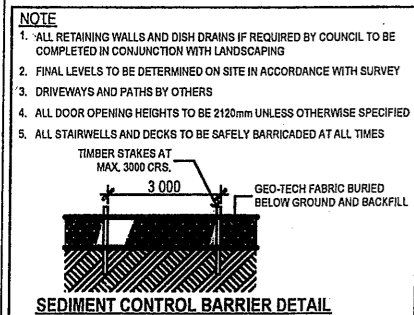 NOTE
1. ALL RETAINING WALLS AND DISH DRAINS IF REQUIRED BY COUNCIL TO BE
COMPLETED IN CONJUNCTION WITH LANDSCAPING
2. FINAL LEVELS TO BE DETERMINED ON SITE IN ACCORDANCE WITH SURVEY
3. DRIVEWAYS AND PATHS BY OTHERS
4. ALL DOOR OPENING HEIGHTS TO BE 2120mm UNLESS OTHERWISE SPECIFIED
5. ALL STAIRWELLS AND DECKS TO BE SAFELY BARRICADED AT ALL TIMES
TIMBER STAKES AT
MAX. 3000 CRS.
3 000
GEO-TECH FABRIC BURIED
BELOW GROUND AND BACKFILL
SEDIMENT CONTROL BARRIER DETAIL